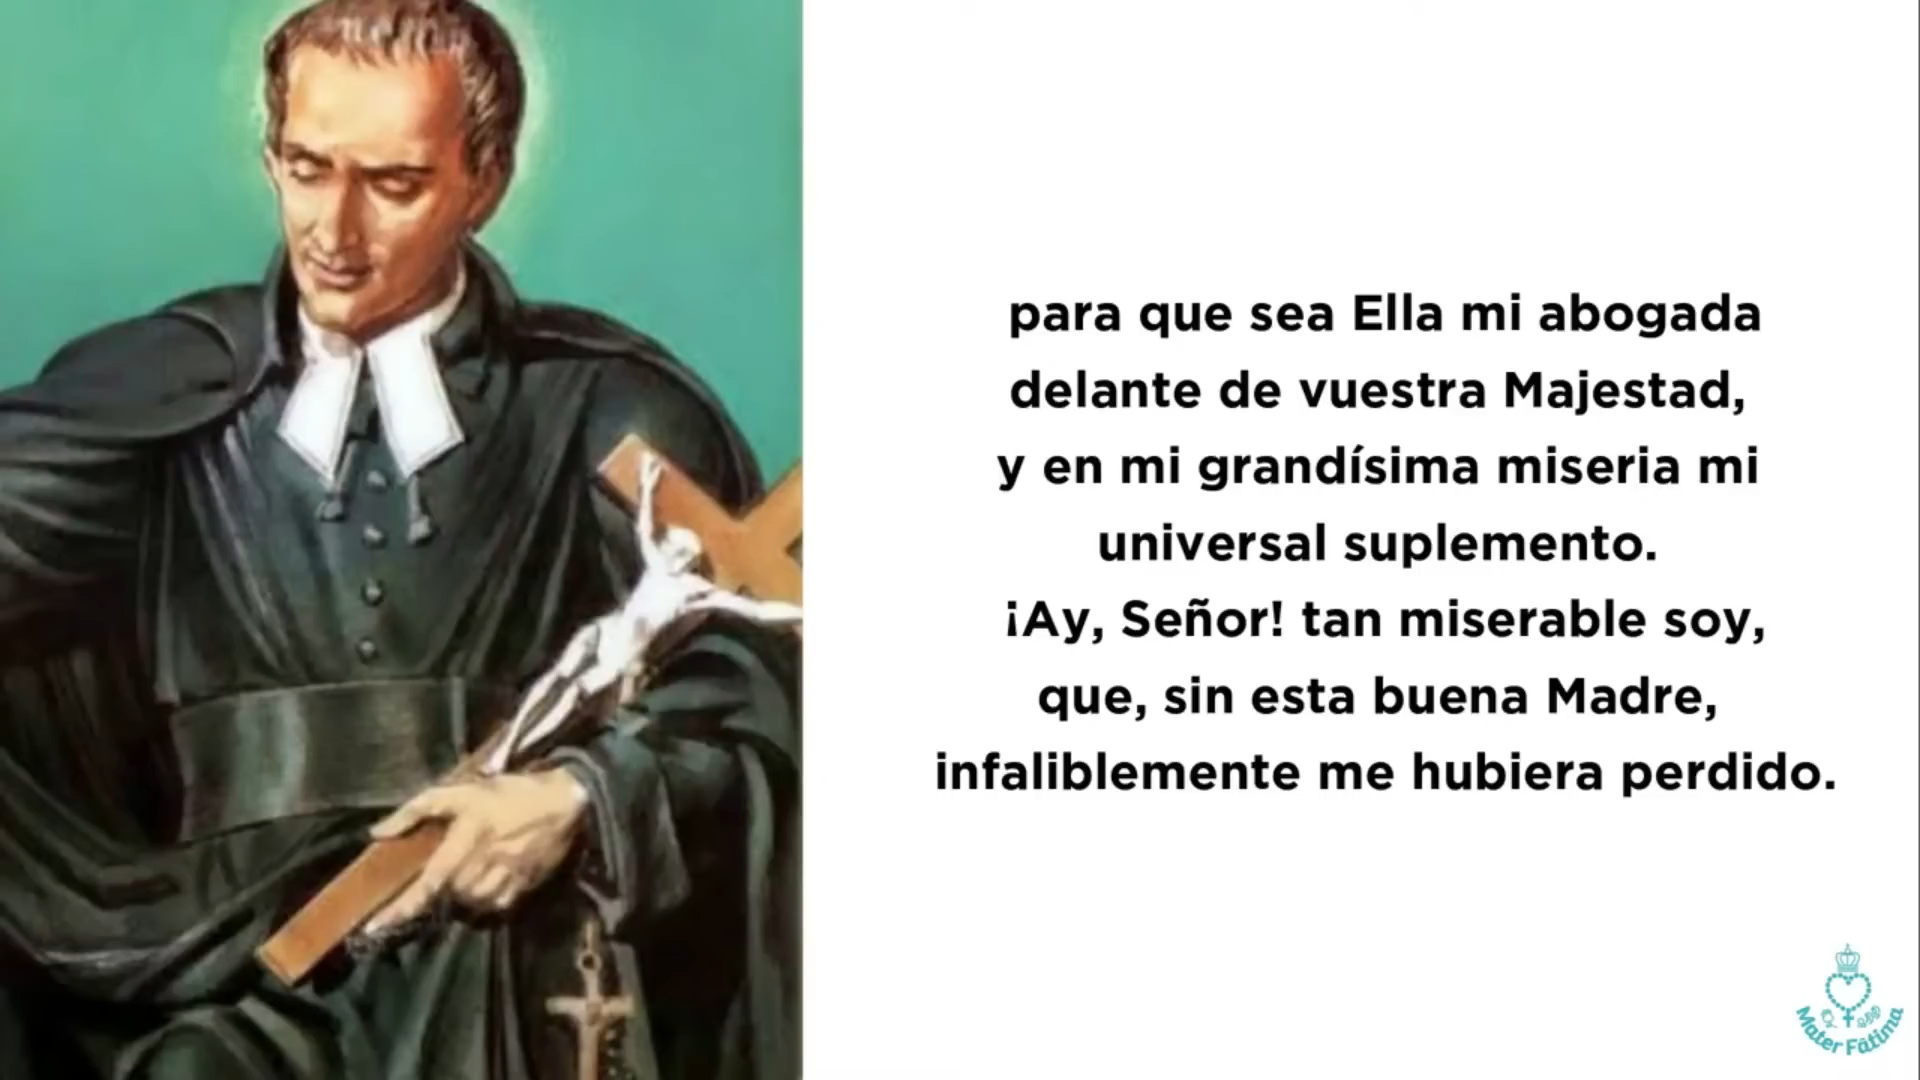 para que sea Ella mi abogada
delante de vuestra Majestad,
y en mi grandísima miseria mi
universal suplemento.
¡Ay, Señor! tan miserable soy,
que, sin esta buena Madre,
infaliblemente me hubiera perdido.
Mater Fátima